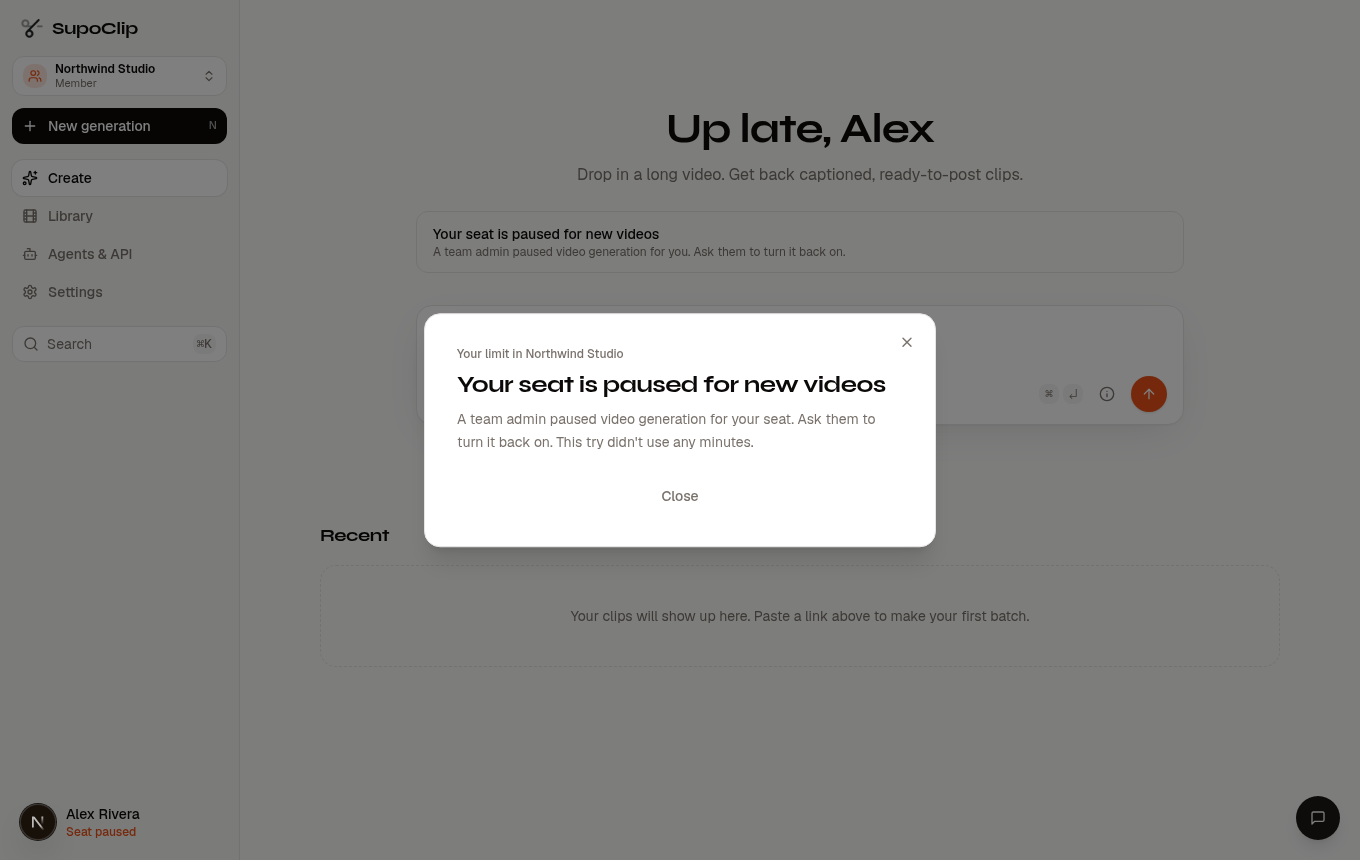 SupoClip
Northwind Studio
Member
New generation
N
Create
Library
Agents & API
Settings
Search
⌘K
Alex Rivera
Seat paused
Up late, Alex
Drop in a long video. Get back captioned, ready-to-post clips.
Your seat is paused for new videos
A team admin paused video generation for you. Ask them to turn it back on.
Your limit in Northwind Studio
Your seat is paused for new videos
A team admin paused video generation for your seat. Ask them to
turn it back on. This try didn't use any minutes.
Close
⌘
Recent
Your clips will show up here. Paste a link above to make your first batch.